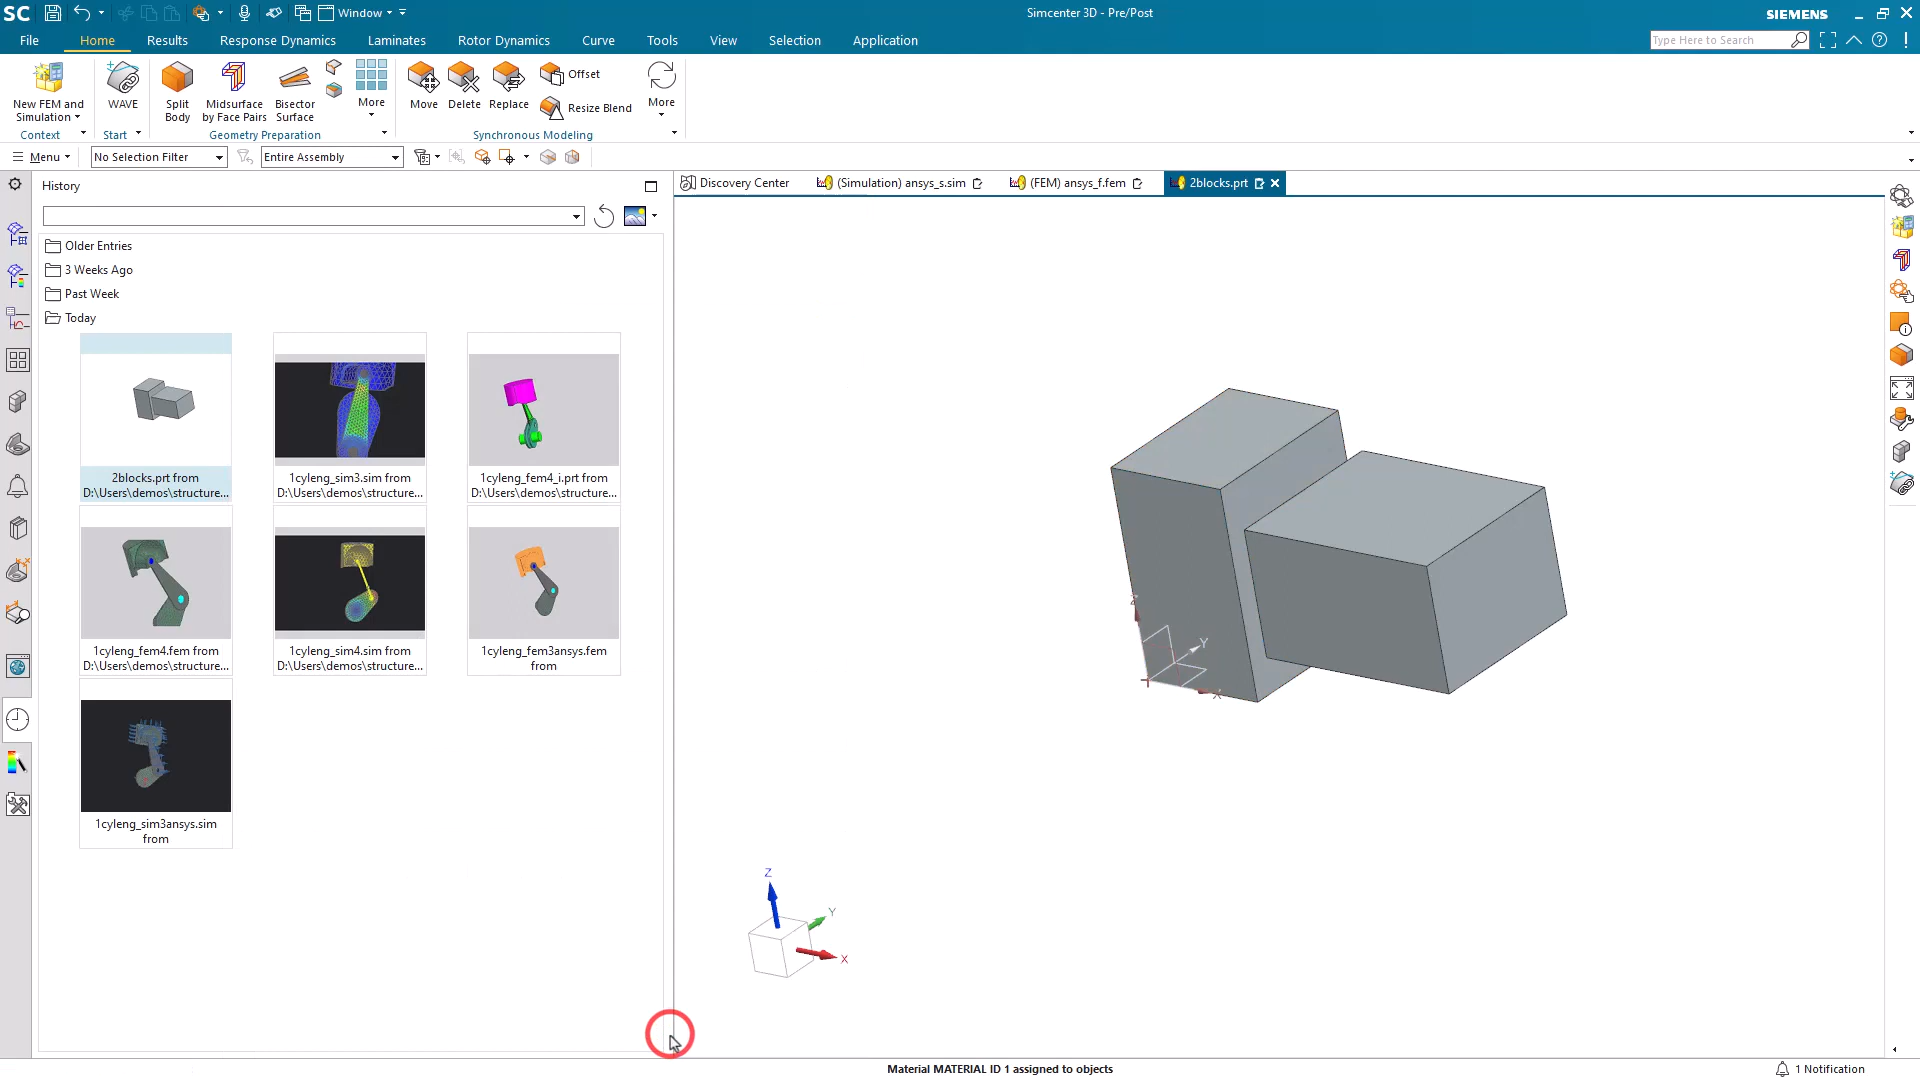 SC
Window
Simcenter 3D - Pre/Post
SIEMENS
File
Home
Results
Response Dynamics
Laminates
Rotor Dynamics
Curve
Tools
View
Selection
Application
Type Here to Search
New FEM and
Simulation
WAVE
Split
Body
Midsurface
by Face Pairs
Bisector
Surface
More
Move
Delete
Replace
Offset
Resize Blend
More
Context
Start
Geometry Preparation
Synchronous Modeling
Menu
No Selection Filter
Entire Assembly
History
Discovery Center
(Simulation) ansys_s.sim
(FEM) ansys_f.fem
2blocks.prt
Older Entries
3 Weeks Ago
Past Week
Today
2blocks.prt from
D:\Users\demos\structure...
1cyleng_sim3.sim from
D:\Users\demos\structure...
1cyleng_fem4_i.prt from
D:\Users\demos\structure...
1cyleng_fem4.fem from
D:\Users\demos\structure...
1cyleng_sim4.sim from
D:\Users\demos\structure...
1cyleng_fem3ansys.fem
from
1cyleng_sim3ansys.sim
from
Z
Y
X
Z
Y
X
Material MATERIAL ID 1 assigned to objects
1 Notification